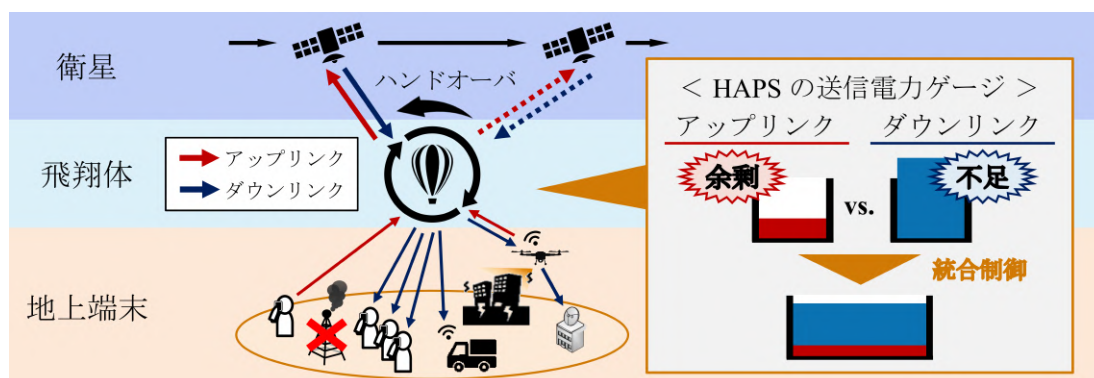 衛星
ハンドオーバ
飛翔体
アップリンク
ダウンリンク
地上端末
< HAPS の送信電力ゲージ >
アップリンク ダウンリンク
余剰 vs. 不足
統合制御